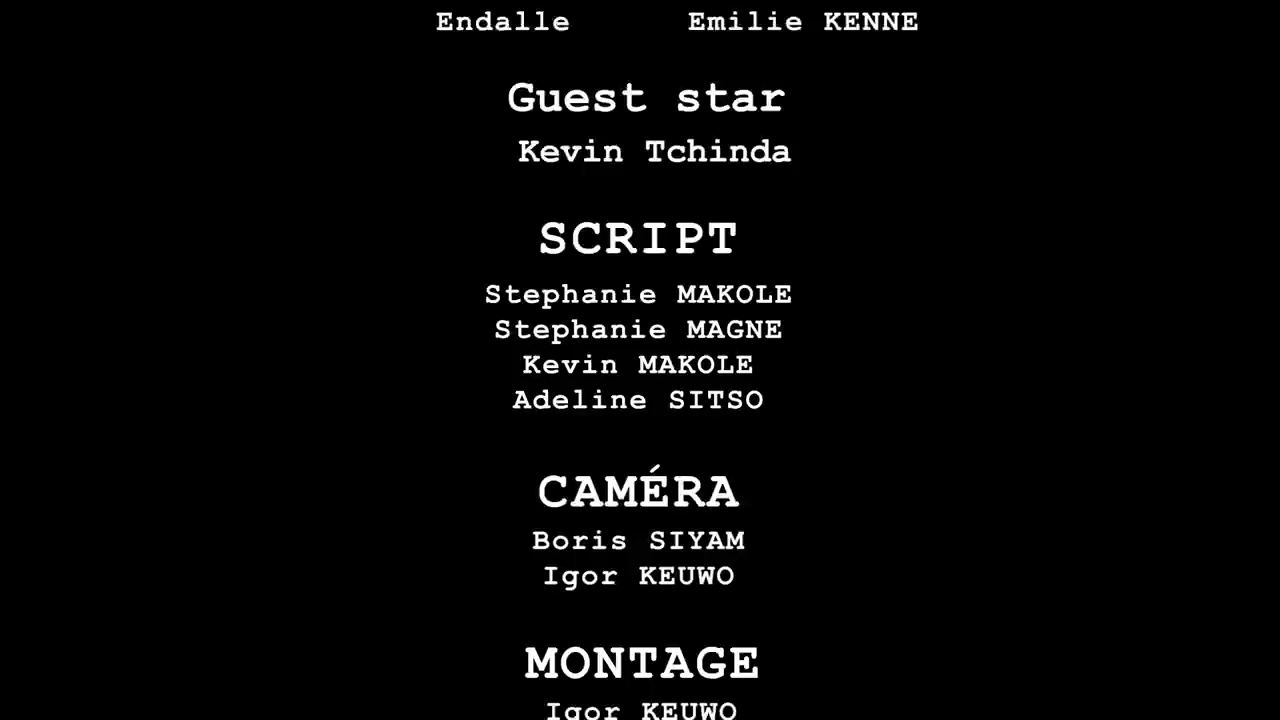 Endalle Emilie KENNE
Guest star
Kevin Tchinda
SCRIPT
Stephanie MAKOLE
Stephanie MAGNE
Kevin MAKOLE
Adeline SITSO
CAMÉRA
Boris SIYAM
Igor KEUWO
MONTAGE
Igor KEUWO